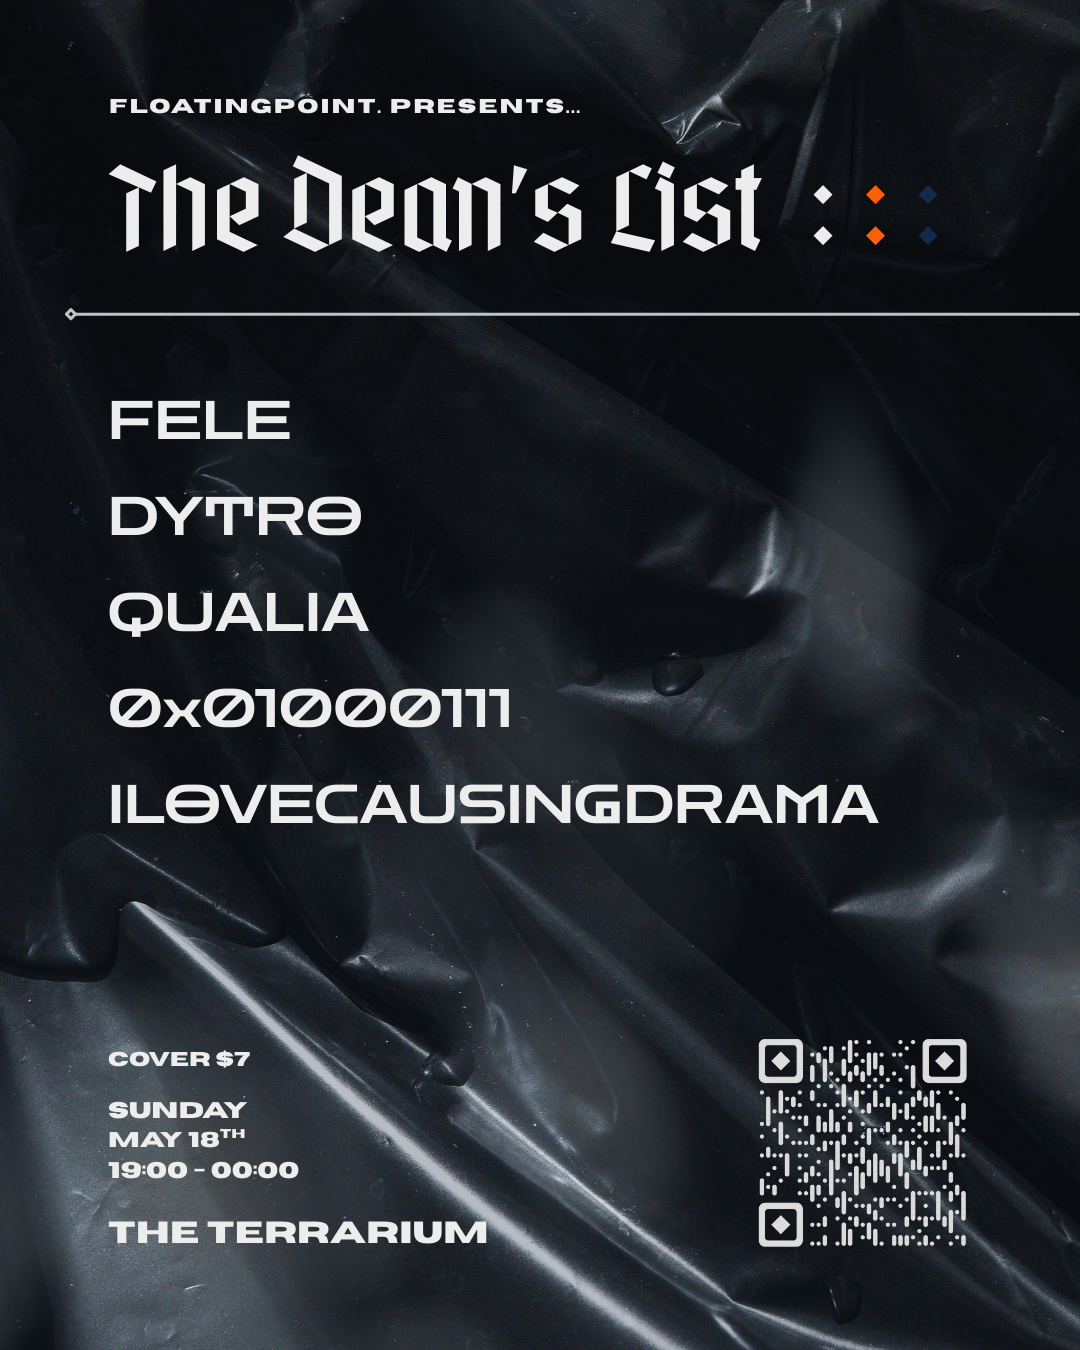 FLOATINGPOINT. PRESENTS...
The Dean's List
FELE
DYTRO
QUALIA
0x01000111
ILOVECAUSINGDRAMA
COVER $7
SUNDAY
MAY 18TH
19:00 - 00:00
THE TERRARIUM